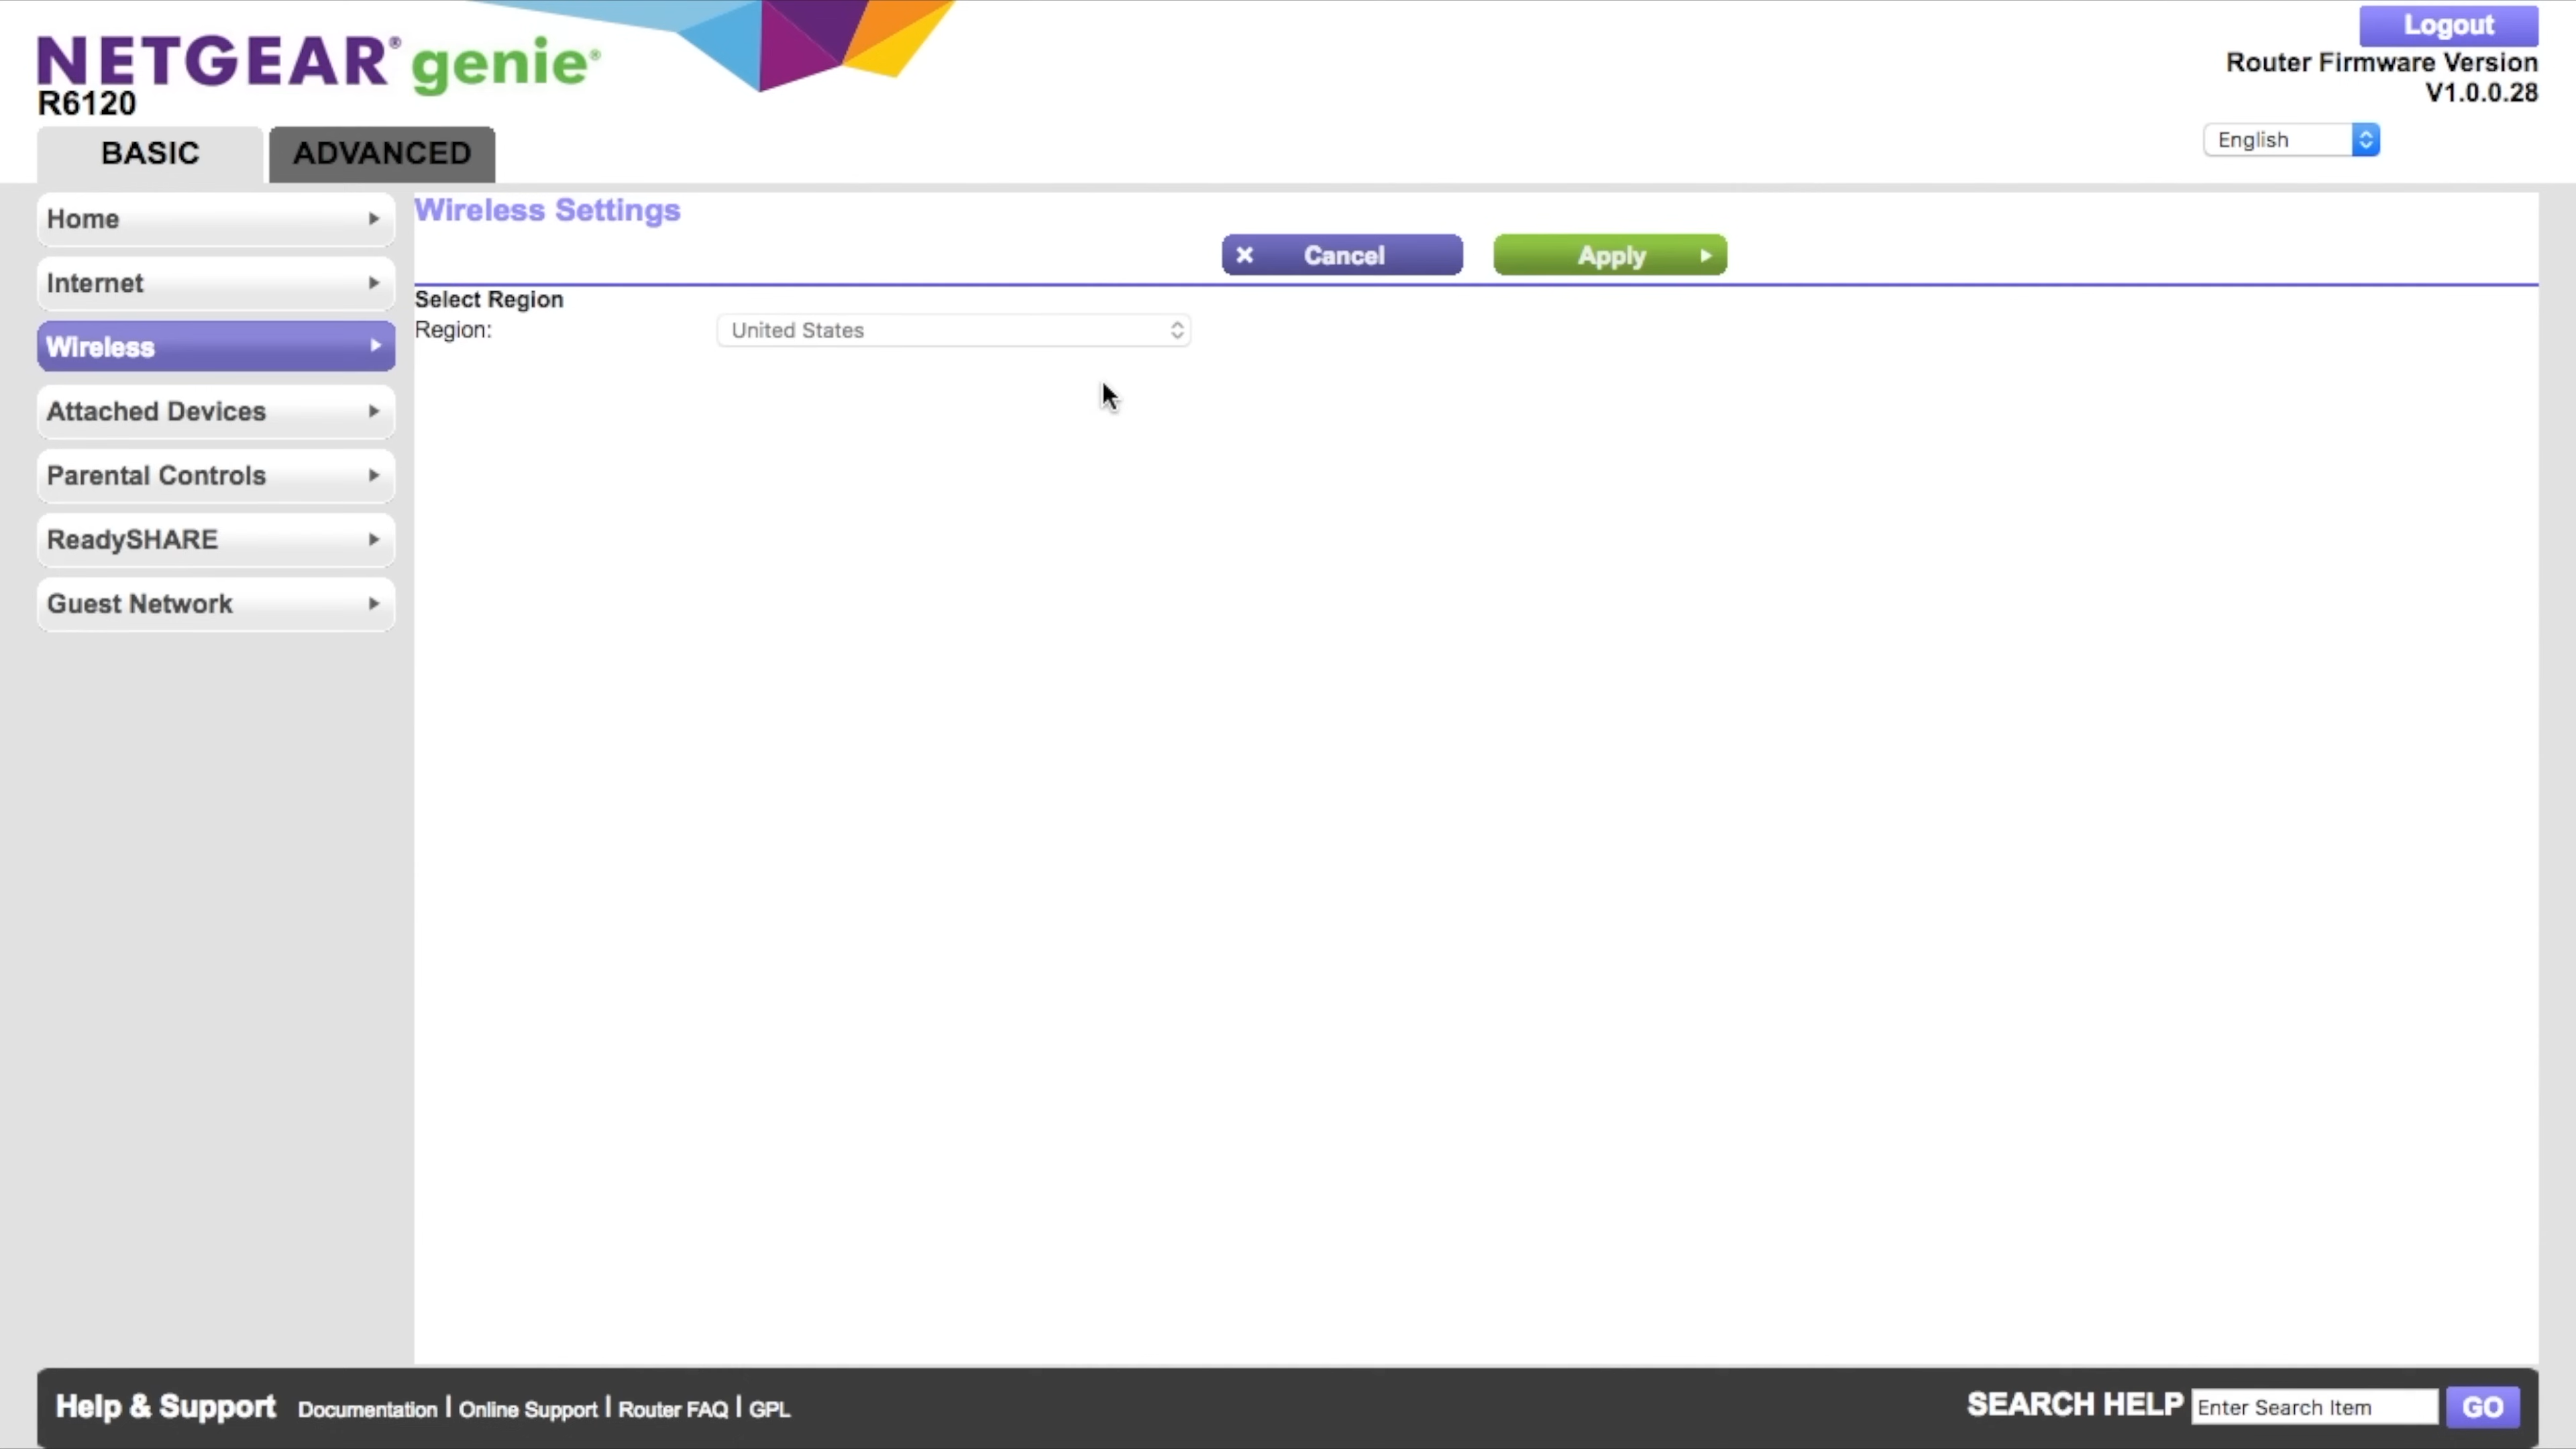 NETGEAR® genie®
R6120
Logout
Router Firmware Version
V1.0.0.28
BASIC
ADVANCED
English
Home
Internet
Wireless
Attached Devices
Parental Controls
ReadySHARE
Guest Network
Wireless Settings
Cancel
Apply
Select Region
Region:
United States
Help & Support Documentation | Online Support | Router FAQ | GPL
SEARCH HELP Enter Search Item GO